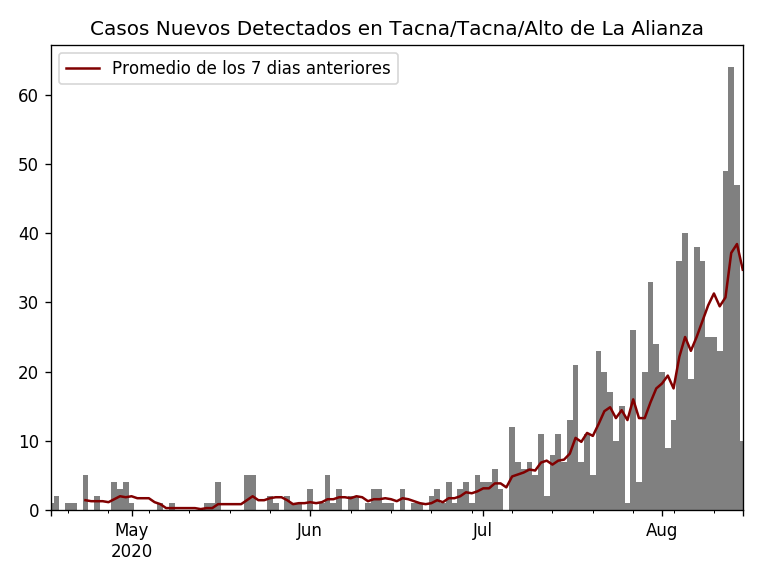 Casos Nuevos Detectados en Tacna/Tacna/Alto de La Alianza
Promedio de los 7 dias anteriores
60
50
40
30
20
10
0
May
2020
Jun
Jul
Aug